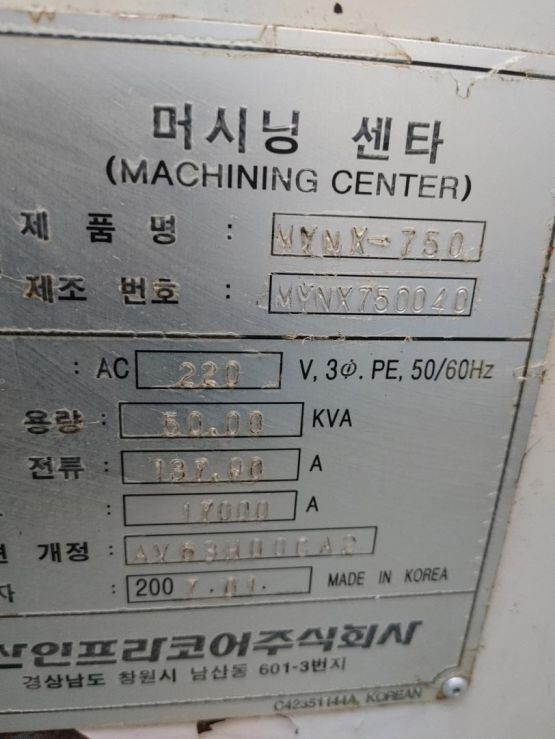 머시닝 센타
(MACHINING CENTER)
제 품 명 : MYNX-750
제조 번호 : MYNX750040
: AC 220 V, 3Φ. PE, 50/60Hz
용량 : 50.00 KVA
전류 : 137.00 A
: 17000 A
개정 :
: 200 MADE IN KOREA
산인프라코어주식회사
경상남도 창원시 남산동 601-3번지
C42351144A, KOREAN